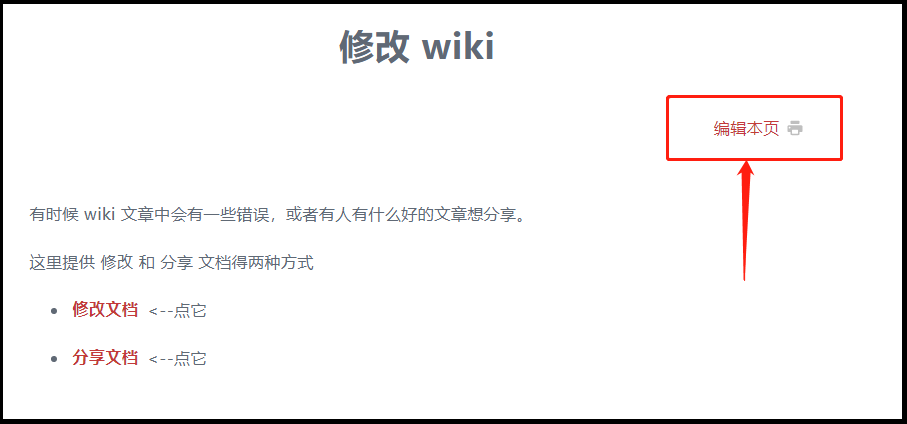 修改 wiki
编辑本页
有时候 wiki 文章中会有一些错误，或者有人有什么好的文章想分享。
这里提供 修改 和 分享 文档得两种方式
• 修改文档 <--点它
• 分享文档 <--点它